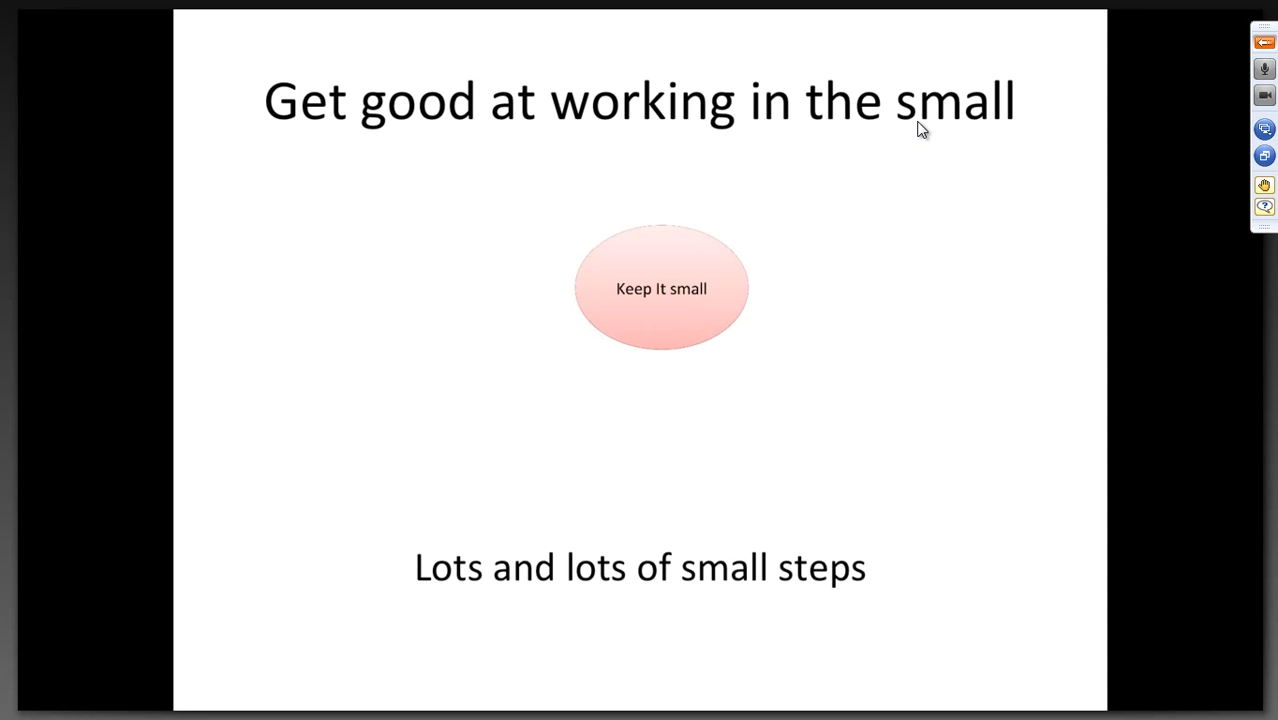 Get good at working in the small
Keep It small
Lots and lots of small steps